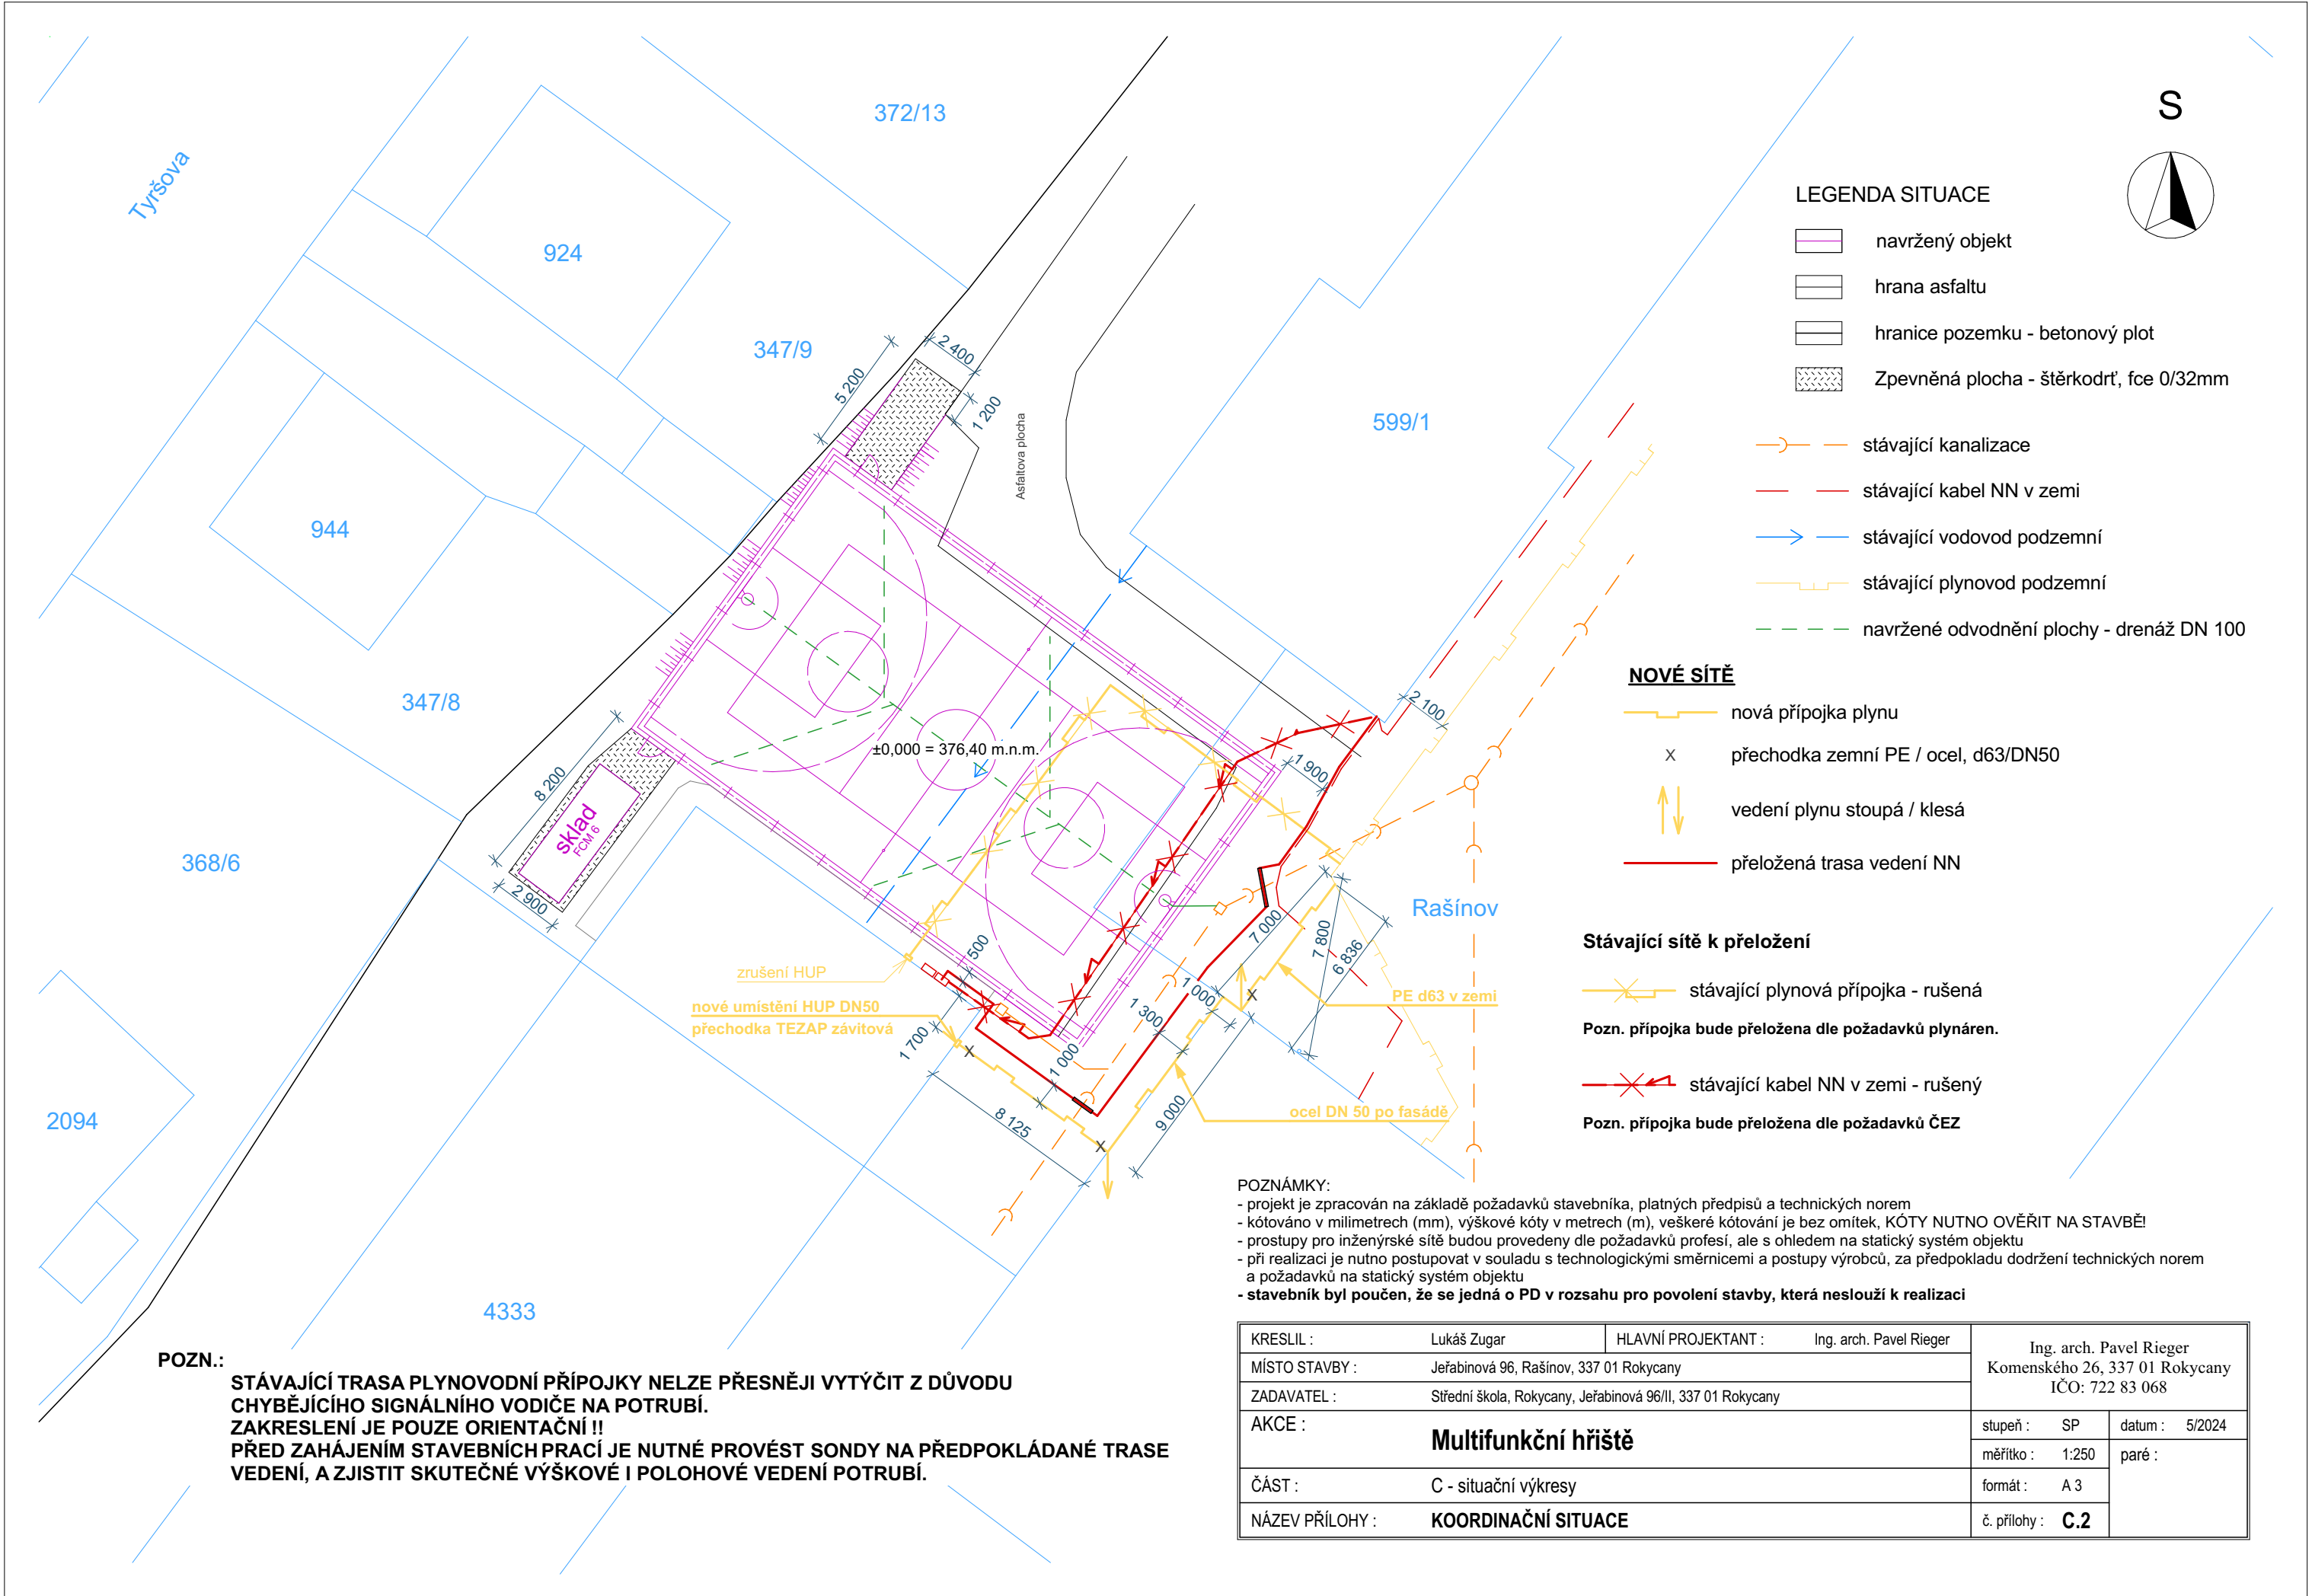 Tyršova
372/13
924
347/9
944
347/8
368/6
2094
4333
599/1
Rašínov
Asfaltova plocha
5 200
2 400
1 200
±0,000 = 376,40 m.n.m.
8 200
2 900
sklad
FCM 6
2 100
1 900
7 000
7 800
6 836
1 000
1 300
9 000
500
1 700
1 000
8 125
zrušení HUP
nové umístění HUP DN50
přechodka TEZAP závitová
PE d63 v zemi
ocel DN 50 po fasádě
X
X
X
S
LEGENDA SITUACE
navržený objekt
hrana asfaltu
hranice pozemku - betonový plot
Zpevněná plocha - štěrkodrť, fce 0/32mm
stávající kanalizace
stávající kabel NN v zemi
stávající vodovod podzemní
stávající plynovod podzemní
navržené odvodnění plochy - drenáž DN 100
NOVÉ SÍTĚ
nová přípojka plynu
X přechodka zemní PE / ocel, d63/DN50
vedení plynu stoupá / klesá
přeložená trasa vedení NN
Stávající sítě k přeložení
stávající plynová přípojka - rušená
Pozn. přípojka bude přeložena dle požadavků plynáren.
stávající kabel NN v zemi - rušený
Pozn. přípojka bude přeložena dle požadavků ČEZ
POZNÁMKY:
- projekt je zpracován na základě požadavků stavebníka, platných předpisů a technických norem
- kótováno v milimetrech (mm), výškové kóty v metrech (m), veškeré kótování je bez omítek, KÓTY NUTNO OVĚŘIT NA STAVBĚ!
- prostupy pro inženýrské sítě budou provedeny dle požadavků profesí, ale s ohledem na statický systém objektu
- při realizaci je nutno postupovat v souladu s technologickými směrnicemi a postupy výrobců, za předpokladu dodržení technických norem
a požadavků na statický systém objektu
- stavebník byl poučen, že se jedná o PD v rozsahu pro povolení stavby, která neslouží k realizaci
POZN.:
STÁVAJÍCÍ TRASA PLYNOVODNÍ PŘÍPOJKY NELZE PŘESNĚJI VYTÝČIT Z DŮVODU
CHYBĚJÍCÍHO SIGNÁLNÍHO VODIČE NA POTRUBÍ.
ZAKRESLENÍ JE POUZE ORIENTAČNÍ !!
PŘED ZAHÁJENÍM STAVEBNÍCH PRACÍ JE NUTNÉ PROVÉST SONDY NA PŘEDPOKLÁDANÉ TRASE
VEDENÍ, A ZJISTIT SKUTEČNÉ VÝŠKOVÉ I POLOHOVÉ VEDENÍ POTRUBÍ.
KRESLIL : Lukáš Zugar HLAVNÍ PROJEKTANT : Ing. arch. Pavel Rieger
MÍSTO STAVBY : Jeřabinová 96, Rašínov, 337 01 Rokycany
ZADAVATEL : Střední škola, Rokycany, Jeřabinová 96/II, 337 01 Rokycany
AKCE : Multifunkční hřiště
ČÁST : C - situační výkresy
NÁZEV PŘÍLOHY : KOORDINAČNÍ SITUACE
Ing. arch. Pavel Rieger
Komenského 26, 337 01 Rokycany
IČO: 722 83 068
stupeň : SP datum : 5/2024
měřítko : 1:250 paré :
formát : A 3
č. přílohy : C.2